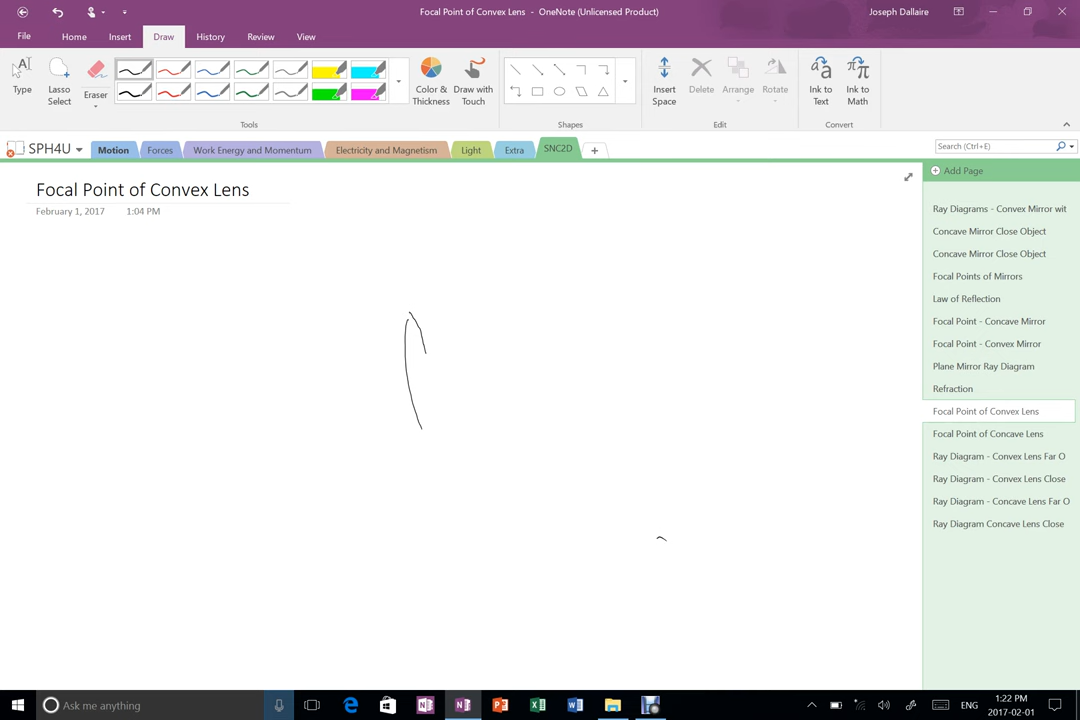 Focal Point of Convex Lens - OneNote (Unlicensed Product)
Joseph Dallaire
File Home Insert Draw History Review View
Type
Lasso Select
Eraser
Color & Thickness
Draw with Touch
Insert Space
Delete
Arrange
Rotate
Ink to Text
Ink to Math
Tools Shapes Edit Convert
SPH4U Motion Forces Work Energy and Momentum Electricity and Magnetism Light Extra SNC2D
Search (Ctrl+E)
Add Page
Focal Point of Convex Lens
February 1, 2017 1:04 PM
Ray Diagrams - Convex Mirror wit
Concave Mirror Close Object
Concave Mirror Close Object
Focal Points of Mirrors
Law of Reflection
Focal Point - Concave Mirror
Focal Point - Convex Mirror
Plane Mirror Ray Diagram
Refraction
Focal Point of Convex Lens
Focal Point of Concave Lens
Ray Diagram - Convex Lens Far O
Ray Diagram - Convex Lens Close
Ray Diagram - Concave Lens Far O
Ray Diagram Concave Lens Close
Ask me anything
ENG
1:22 PM
2017-02-01